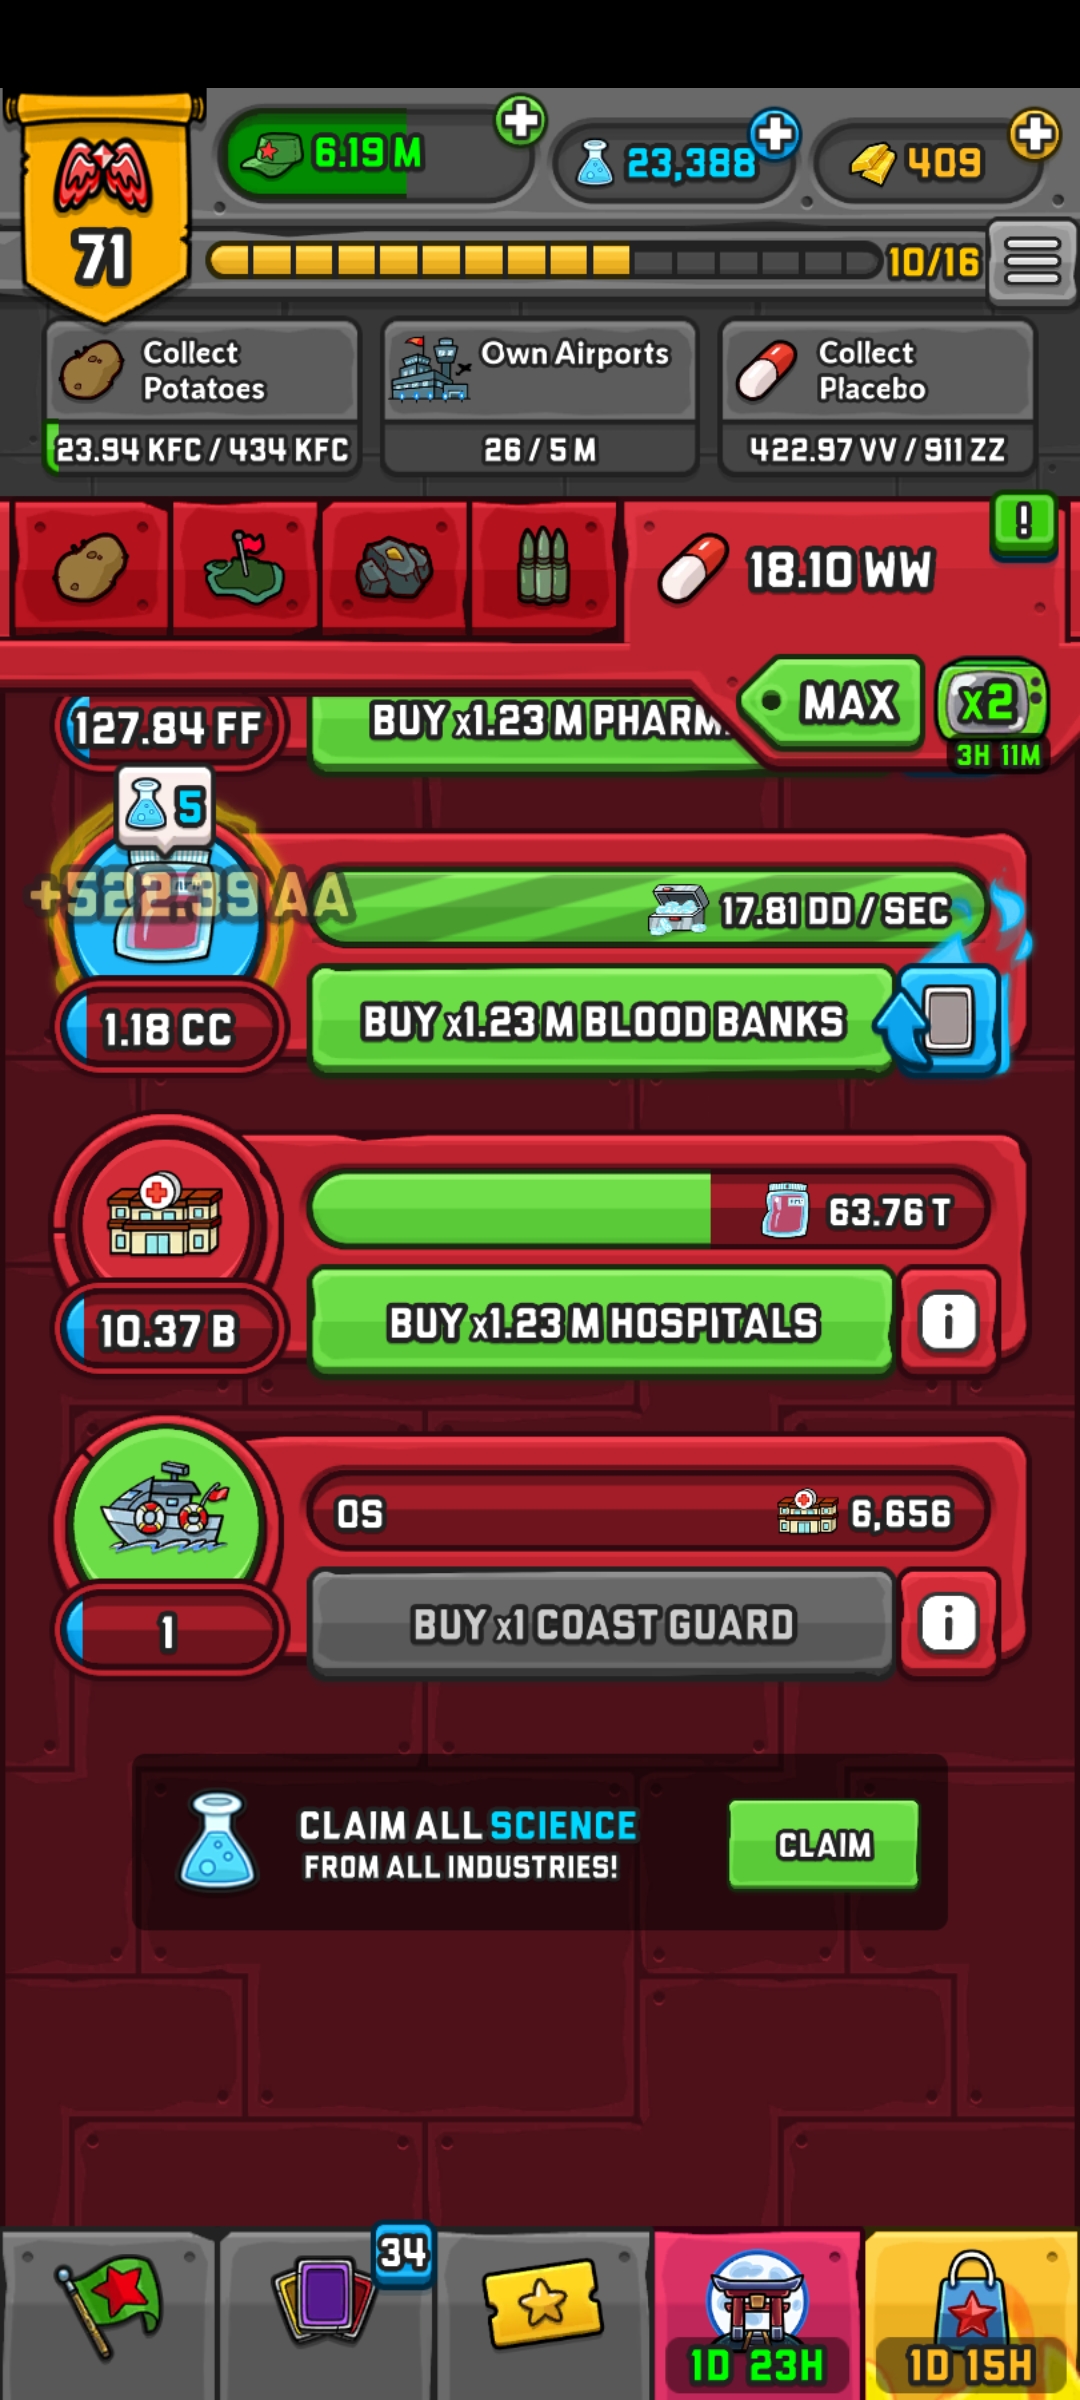 6.19 M
23,388
409
71
10/16
Collect
Potatoes
23.94 KFC / 434 KFC
Own Airports
26 / 5 M
Collect
Placebo
422.97 VV / 911 ZZ
!
18.10 WW
MAX
x2
3H 11M
127.84 FF
BUY x1.23 M PHARM
5
+522.39 AA
17.81 DD / SEC
1.18 CC
BUY x1.23 M BLOOD BANKS
63.76 T
10.37 B
BUY x1.23 M HOSPITALS
i
0S
6,656
1
BUY x1 COAST GUARD
i
CLAIM ALL SCIENCE
FROM ALL INDUSTRIES!
CLAIM
34
1D 23H
1D 15H